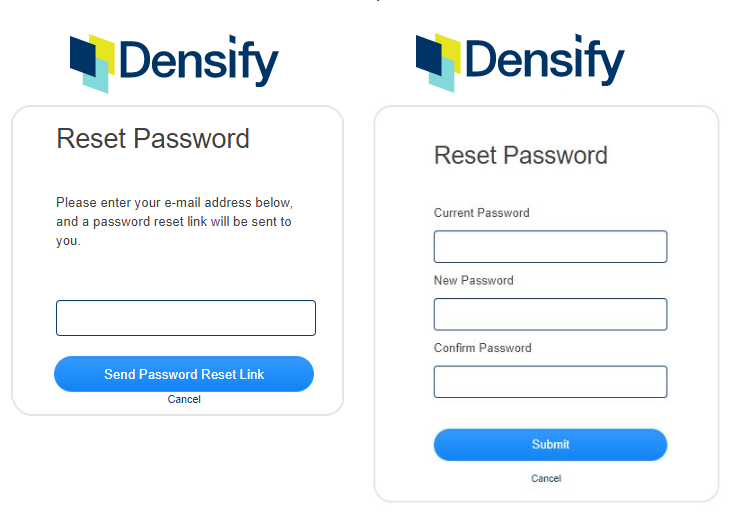 Densify
Reset Password
Please enter your e-mail address below,
and a password reset link will be sent to
you.
Send Password Reset Link
Cancel
Densify
Reset Password
Current Password
New Password
Confirm Password
Submit
Cancel